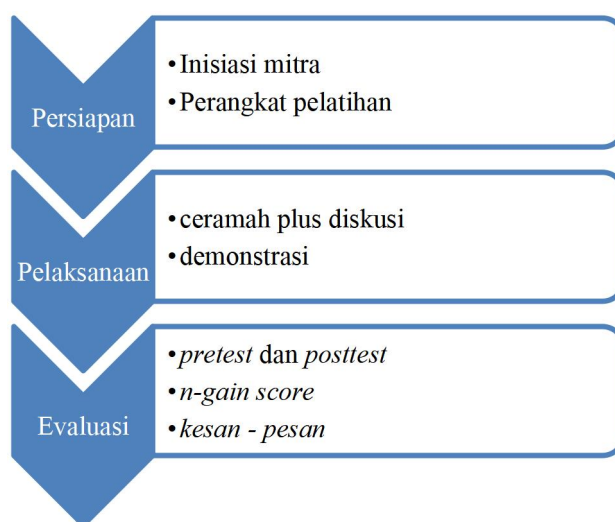 Persiapan
•Inisiasi mitra
•Perangkat pelatihan
Pelaksanaan
•ceramah plus diskusi
•demonstrasi
Evaluasi
•pretest dan posttest
•n-gain score
•kesan - pesan